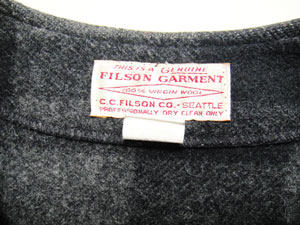 THIS IS A GENUINE
FILSON GARMENT
100% VIRGIN WOOL
C.C. FILSON CO. - SEATTLE
PROFESSIONALLY DRY CLEAN ONLY